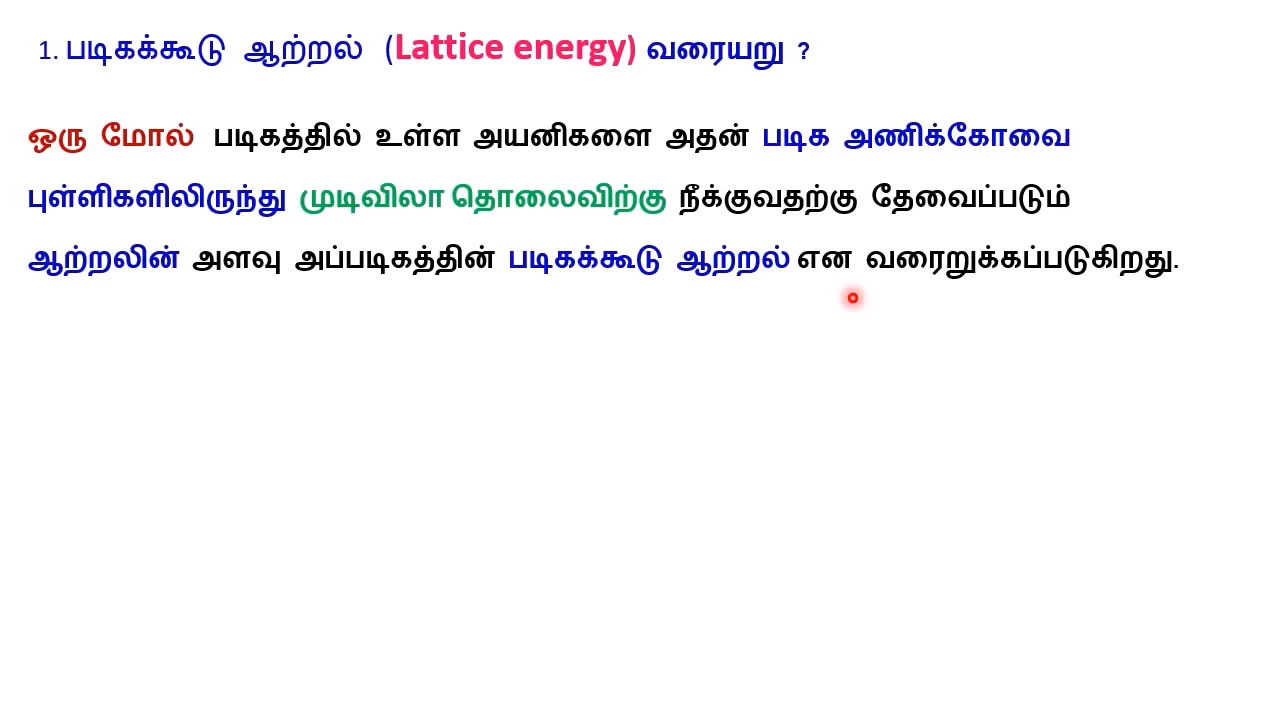 1. படிகக்கூடு ஆற்றல் (Lattice energy) வரையறு ?
ஒரு மோல் படிகத்தில் உள்ள அயனிகளை அதன் படிக அணிக்கோவை
புள்ளிகளிலிருந்து முடிவிலா தொலைவிற்கு நீக்குவதற்கு தேவைப்படும்
ஆற்றலின் அளவு அப்படிகத்தின் படிகக்கூடு ஆற்றல் என வரைறுக்கப்படுகிறது.